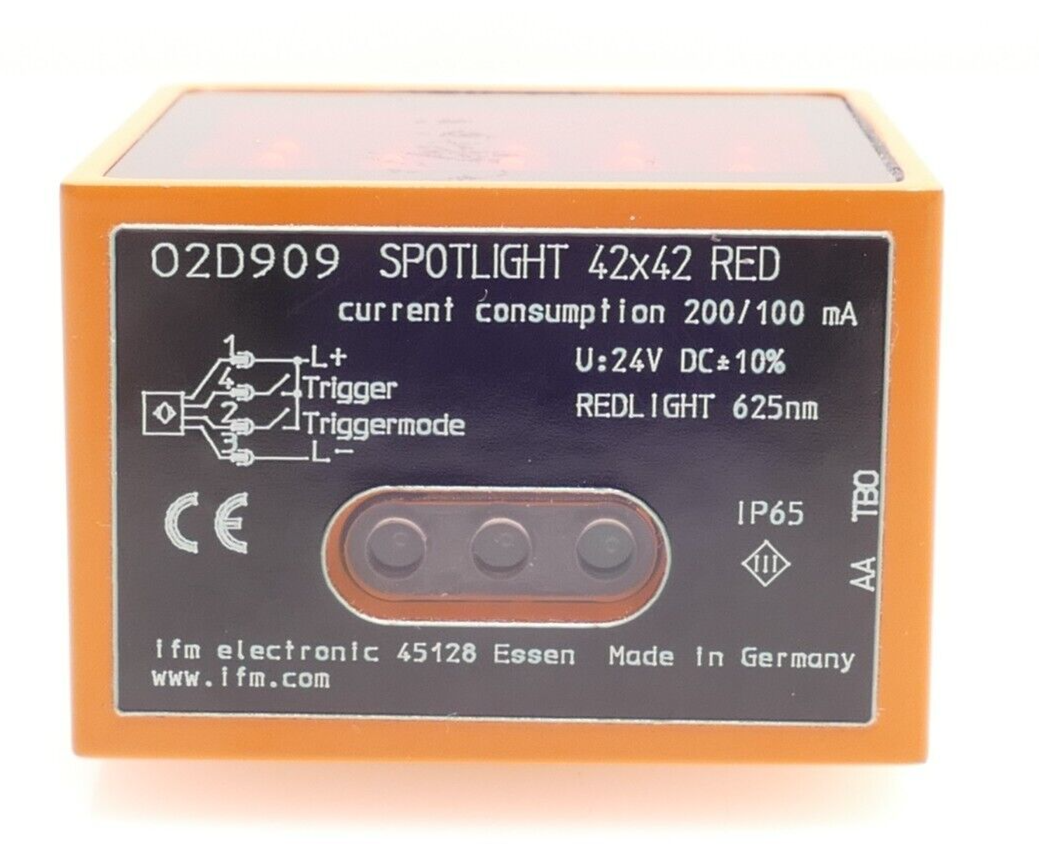 O2D909 SPOTLIGHT 42x42 RED
current consumption 200/100 mA
1 L+
U:24V DC±10%
4 Trigger
REDLIGHT 625nm
2 Triggermode
3 L-
CE
IP65
III
TBO
AA
ifm electronic 45128 Essen Made in Germany
www.ifm.com